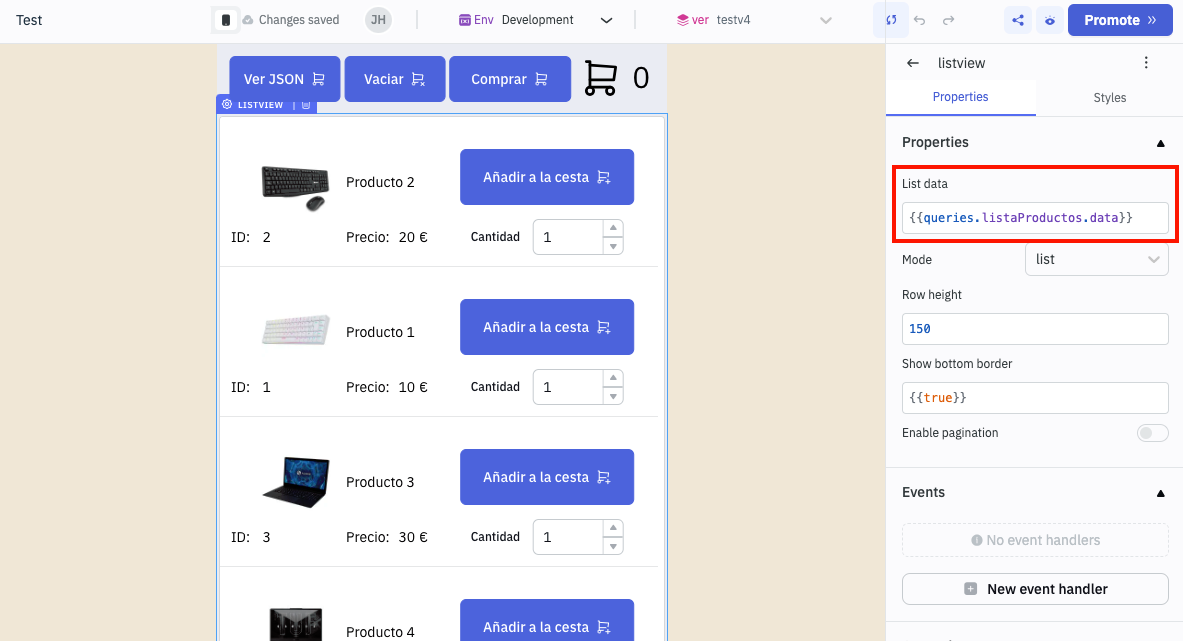 Test
Changes saved
JH
Env Development
ver testv4
Promote
listview
Properties
Styles
Properties
List data
{{queries.listaProductos.data}}
Mode
list
Row height
150
Show bottom border
{{true}}
Enable pagination
Events
No event handlers
New event handler
Ver JSON
Vaciar
Comprar
0
LISTVIEW
Producto 2
Añadir a la cesta
ID: 2
Precio: 20 €
Cantidad
1
Producto 1
Añadir a la cesta
ID: 1
Precio: 10 €
Cantidad
1
Producto 3
Añadir a la cesta
ID: 3
Precio: 30 €
Cantidad
1
Producto 4
Añadir a la cesta